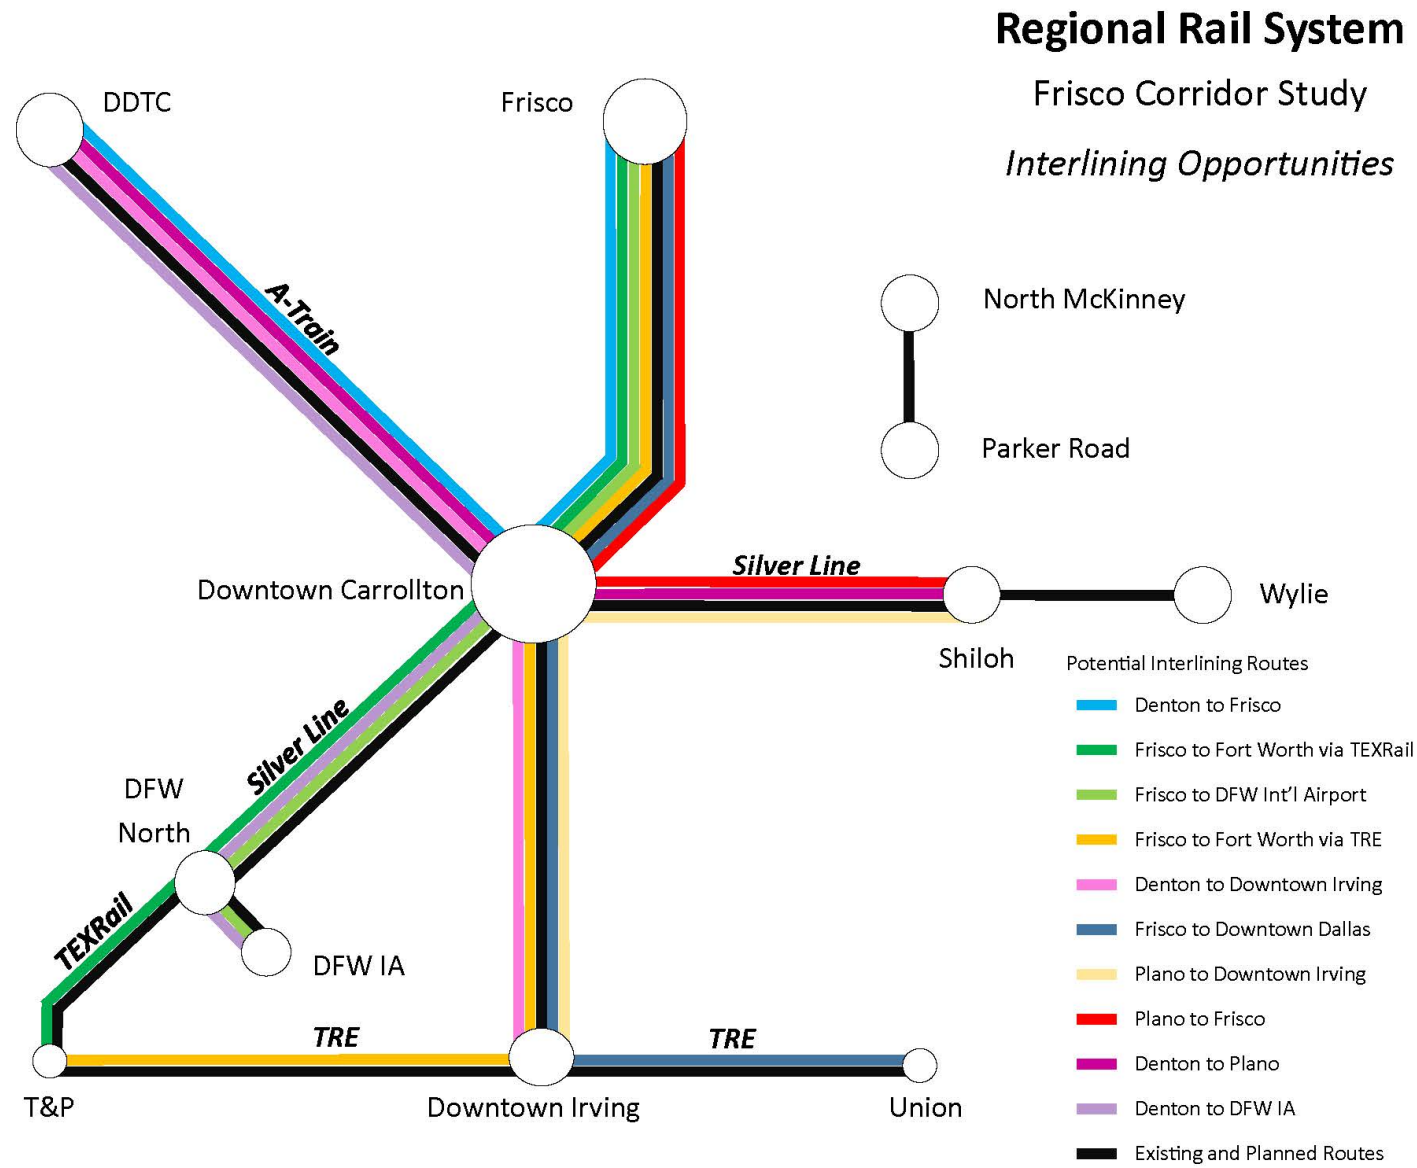 Regional Rail System
Frisco Corridor Study
Interlining Opportunities
DDTC
Frisco
A-Train
North McKinney
Parker Road
Downtown Carrollton
Silver Line
Wylie
Shiloh
Silver Line
DFW
North
TEXRail
DFW IA
TRE
TRE
T&P
Downtown Irving
Union
Potential Interlining Routes
Denton to Frisco
Frisco to Fort Worth via TEXRail
Frisco to DFW Int'l Airport
Frisco to Fort Worth via TRE
Denton to Downtown Irving
Frisco to Downtown Dallas
Plano to Downtown Irving
Plano to Frisco
Denton to Plano
Denton to DFW IA
Existing and Planned Routes